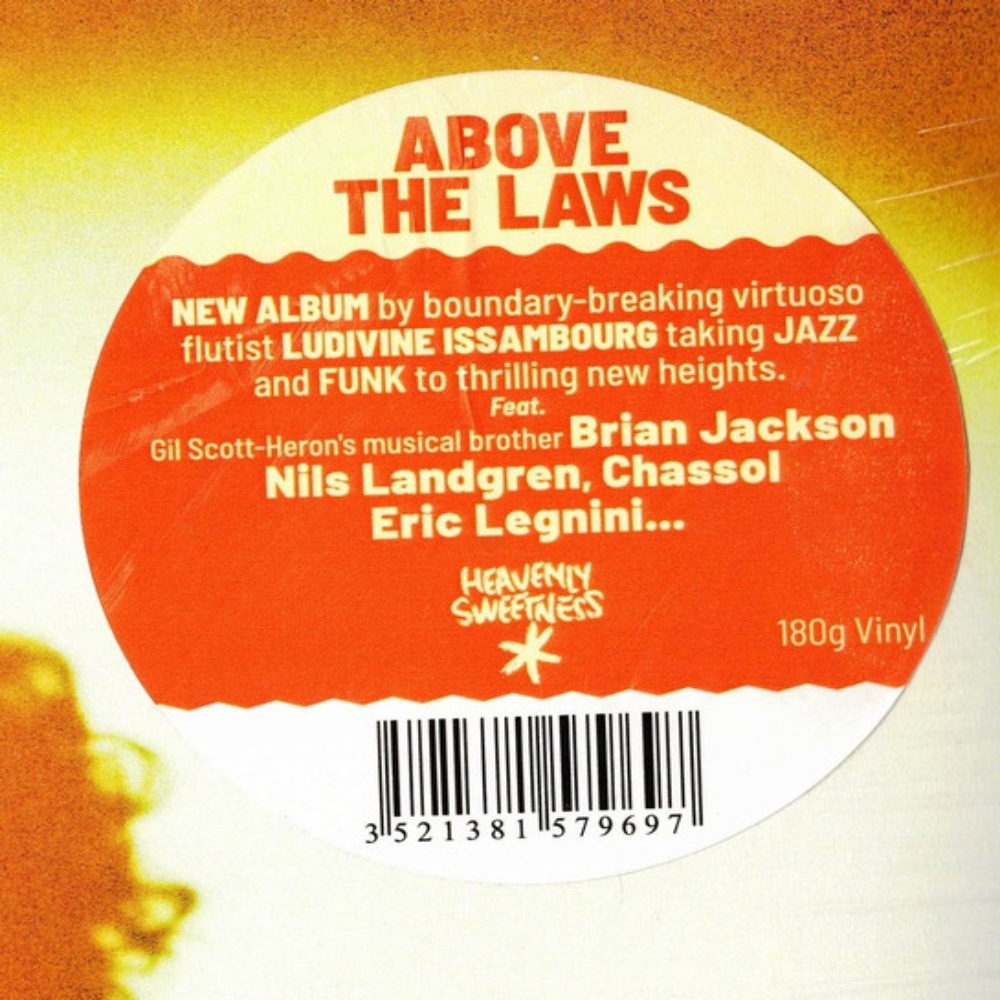 ABOVE
THE LAWS
NEW ALBUM by boundary-breaking virtuoso
flutist LUDIVINE ISSAMBOURG taking JAZZ
and FUNK to thrilling new heights.
Feat.
Gil Scott-Heron's musical brother Brian Jackson
Nils Landgren, Chassol
Eric Legnini...
HEAVENLY
SWEETNESS
180g Vinyl
3 521381 579697